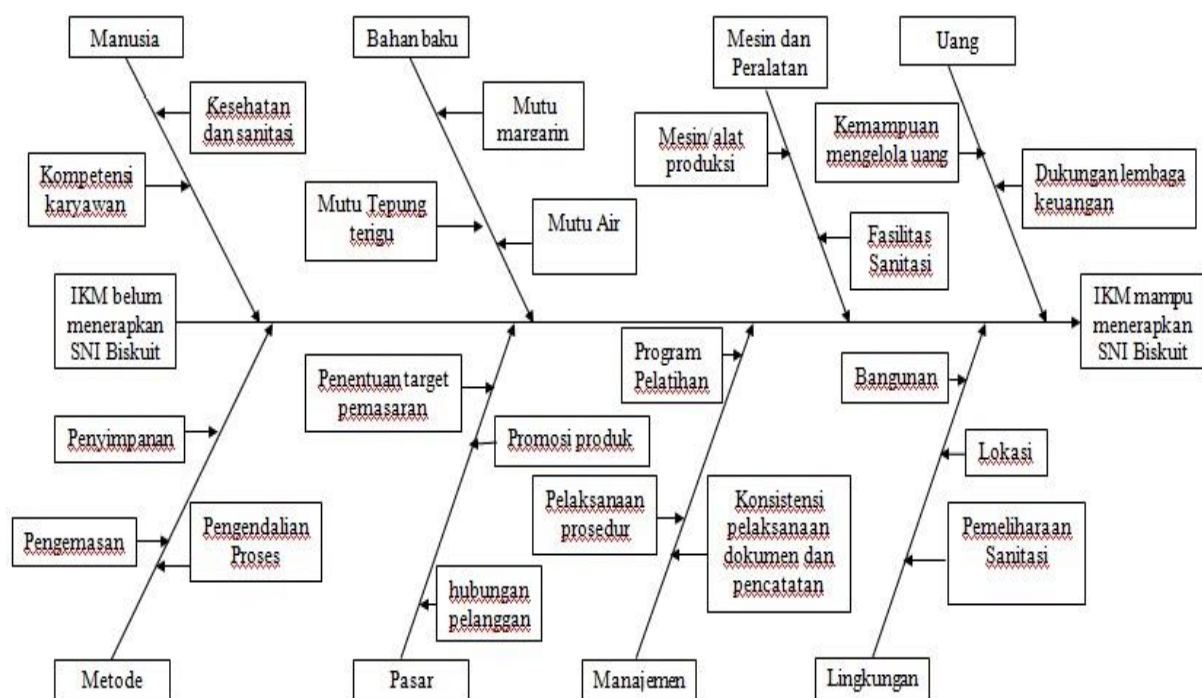 Manusia
Bahan baku
Mesin dan
Peralatan
Uang
Kesehatan
dan sanitasi
Mutu
margarin
Mesin/alat
produksi
Kemampuan
mengelola uang
Kompetensi
karyawan
Dukungan lembaga
keuangan
Mutu Tepung
terigu
Mutu Air
Fasilitas
Sanitasi
IKM belum
menerapkan
SNI Biskuit
IKM mampu
menerapkan
SNI Biskuit
Penentuan target
pemasaran
Program
Pelatihan
Bangunan
Penyimpanan
Promosi produk
Lokasi
Pengemasan
Pengendalian
Proses
Pelaksanaan
prosedur
Konsistensi
pelaksanaan
dokumen dan
pencatatan
Pemeliharaan
Sanitasi
hubungan
pelanggan
Metode
Pasar
Manajemen
Lingkungan